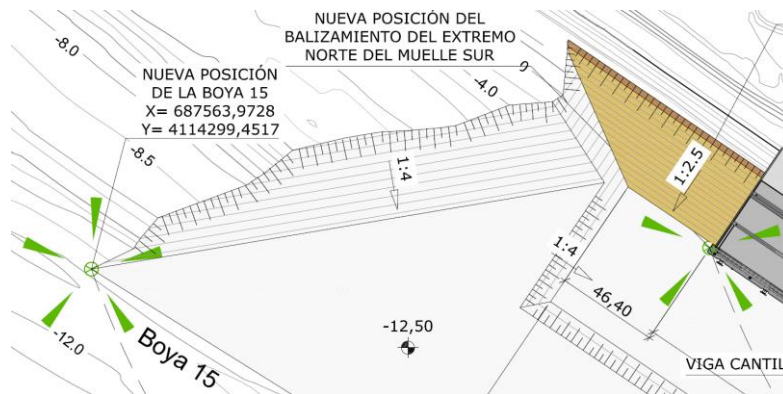 -8.0
NUEVA POSICIÓN DEL
BALIZAMIENTO DEL EXTREMO
NORTE DEL MUELLE SUR
-4.0
NUEVA POSICIÓN
DE LA BOYA 15
X= 687563,9728
Y= 4114299,4517
-8.5
1:4
1:2.5
1:4
46,40
-12,50
-12.0
Boya 15
VIGA CANTIL